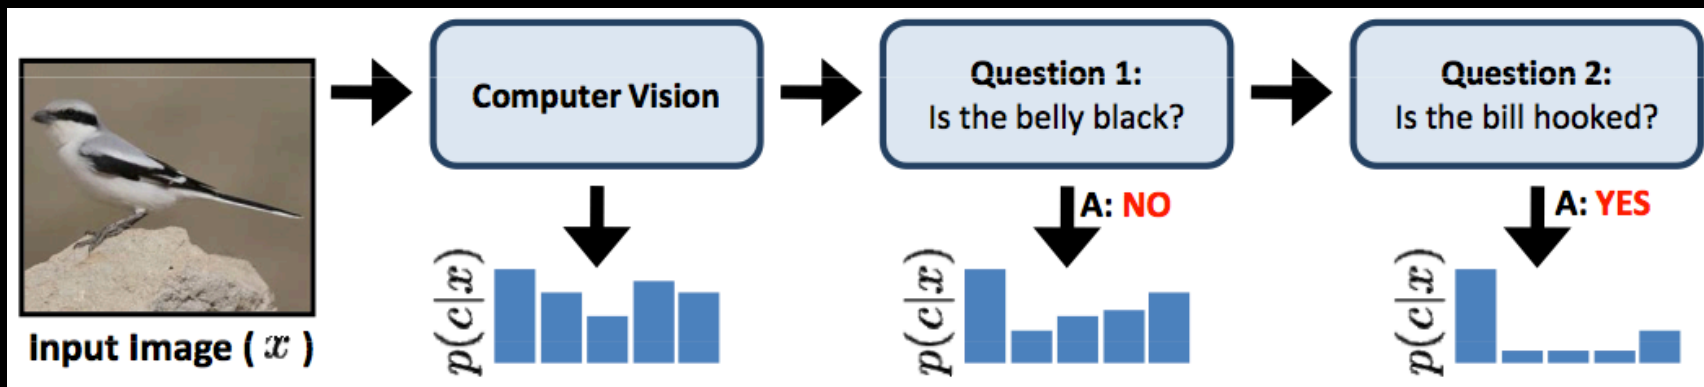 Computer Vision
Question 1:
Is the belly black?
Question 2:
Is the bill hooked?
A: NO
A: YES
p(c|x)
p(c|x)
p(c|x)
Input Image ( x )